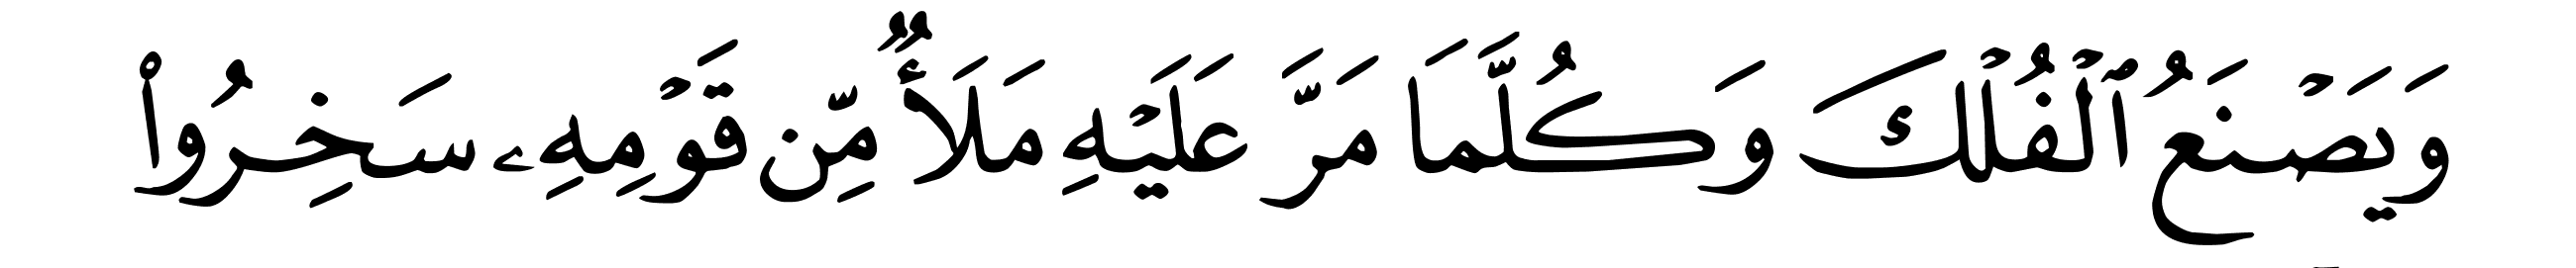 وَيَصْنَعُ ٱلْفُلْكَ وَكُلَّمَا مَرَّ عَلَيْهِ مَلَأٌ مِّن قَوْمِهِۦ سَخِرُوا۟